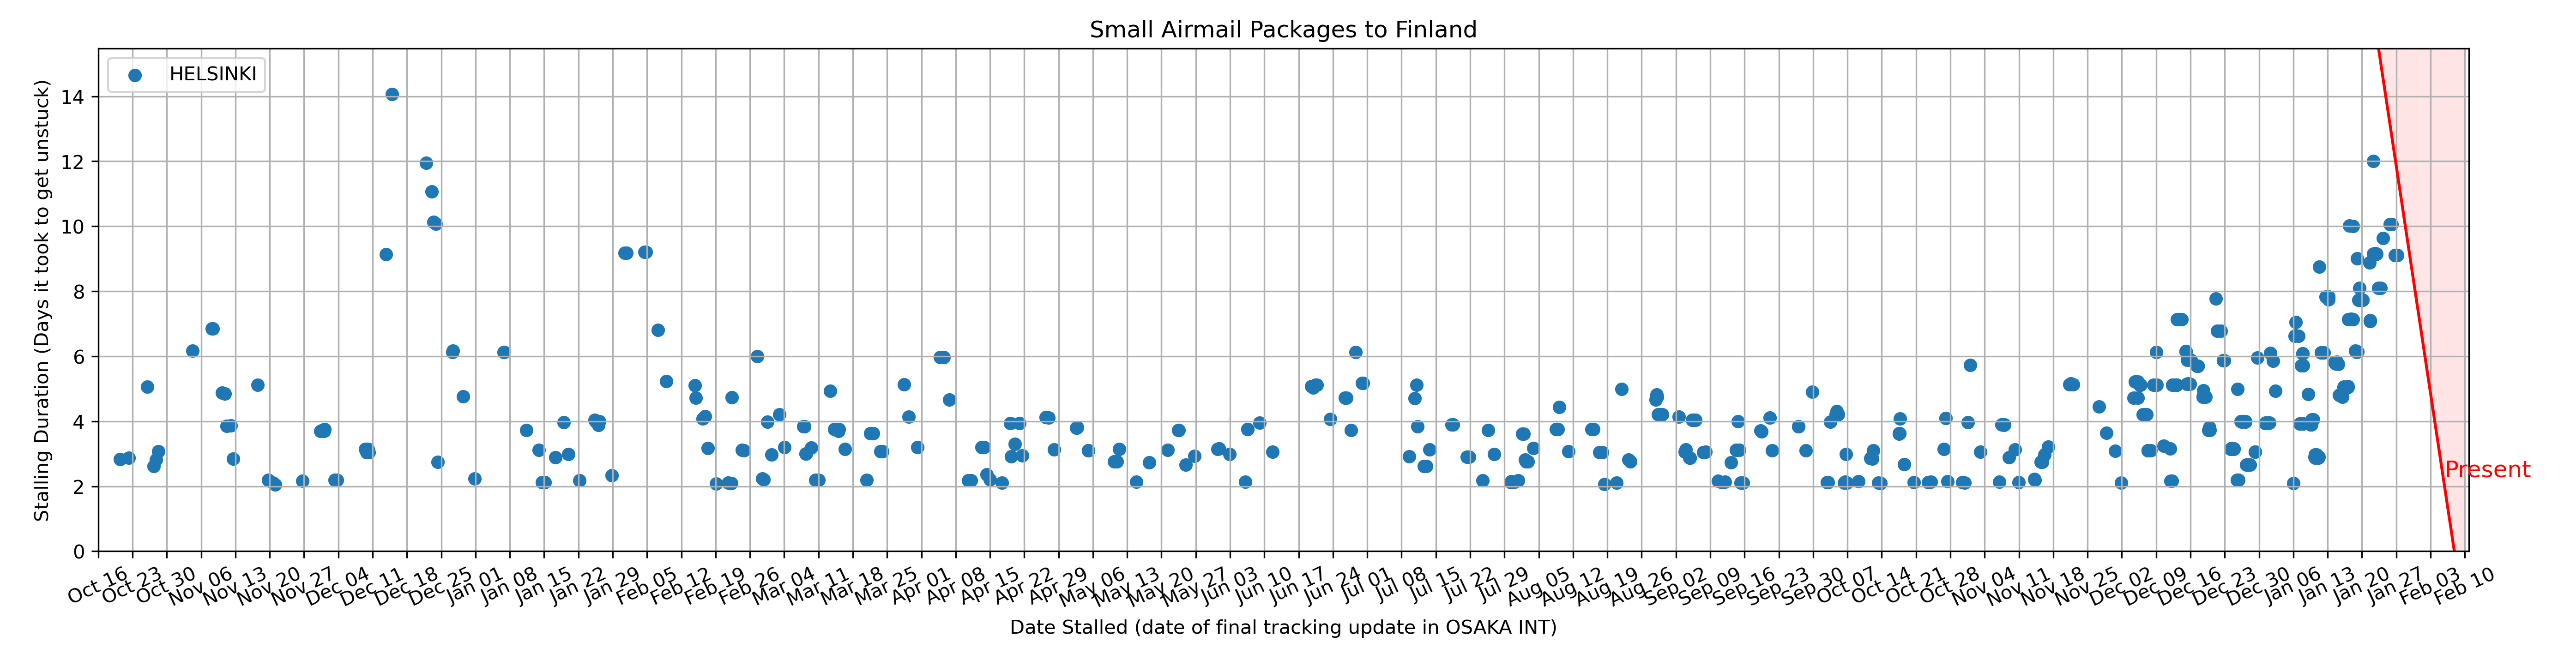 Small Airmail Packages to Finland
HELSINKI
Stalling Duration (Days it took to get unstuck)
14
12
10
8
6
4
2
0
Present
Oct 16
Oct 23
Oct 30
Nov 06
Nov 13
Nov 20
Nov 27
Dec 04
Dec 11
Dec 18
Dec 25
Jan 01
Jan 08
Jan 15
Jan 22
Jan 29
Feb 05
Feb 12
Feb 19
Feb 26
Mar 04
Mar 11
Mar 18
Mar 25
Apr 01
Apr 08
Apr 15
Apr 22
Apr 29
May 06
May 13
May 20
May 27
Jun 03
Jun 10
Jun 17
Jun 24
Jul 01
Jul 08
Jul 15
Jul 22
Jul 29
Aug 05
Aug 12
Aug 19
Aug 26
Sep 02
Sep 09
Sep 16
Sep 23
Sep 30
Oct 07
Oct 14
Oct 21
Oct 28
Nov 04
Nov 11
Nov 18
Nov 25
Dec 02
Dec 09
Dec 16
Dec 23
Dec 30
Jan 06
Jan 13
Jan 20
Jan 27
Feb 03
Feb 10
Date Stalled (date of final tracking update in OSAKA INT)